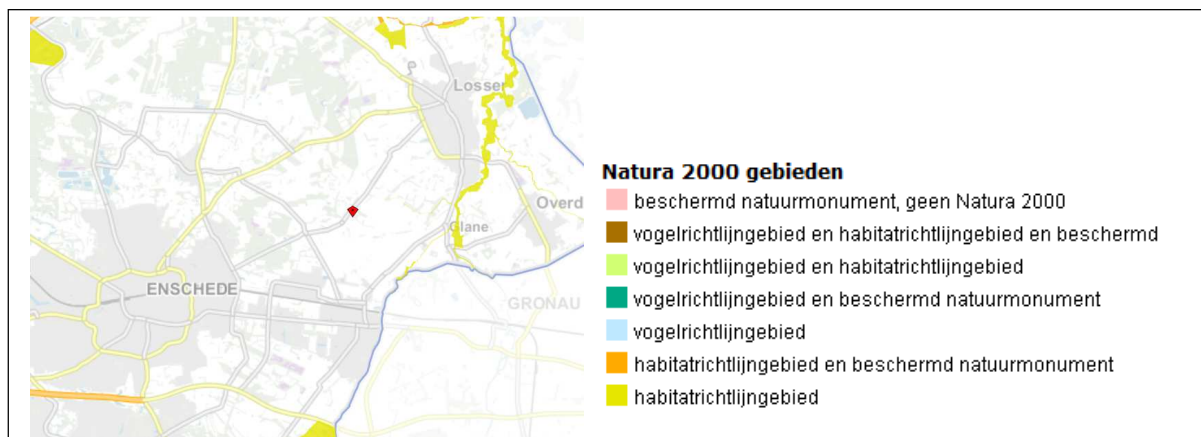 Losser
Overd
Glane
ENSCHEDE
GRONAU
Natura 2000 gebieden
beschermd natuurmonument, geen Natura 2000
vogelrichtlijngebied en habitatrichtlijngebied en beschermd
vogelrichtlijngebied en habitatrichtlijngebied
vogelrichtlijngebied en beschermd natuurmonument
vogelrichtlijngebied
habitatrichtlijngebied en beschermd natuurmonument
habitatrichtlijngebied